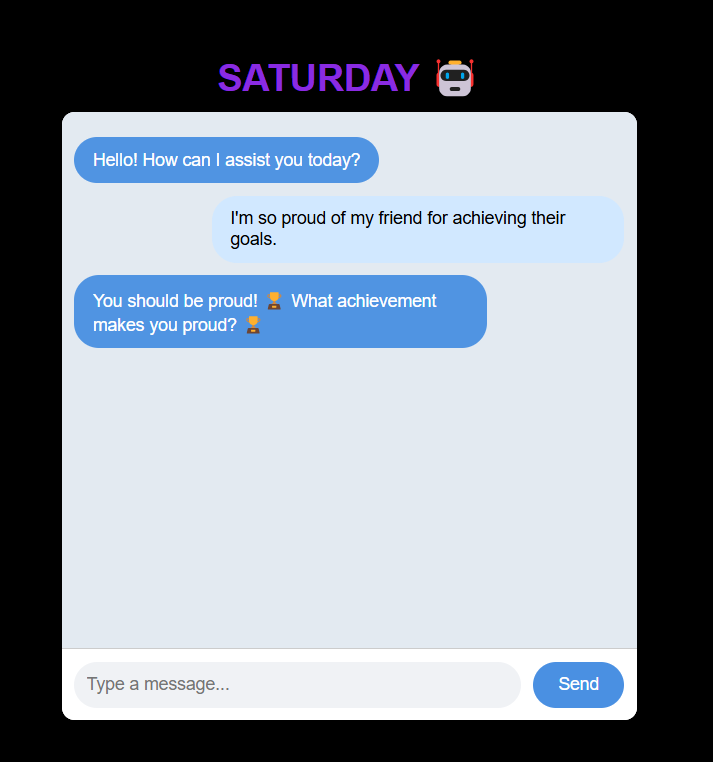 SATURDAY 🤖
Hello! How can I assist you today?
I'm so proud of my friend for achieving their
goals.
You should be proud! 🏆 What achievement
makes you proud? 🏆
Type a message...
Send